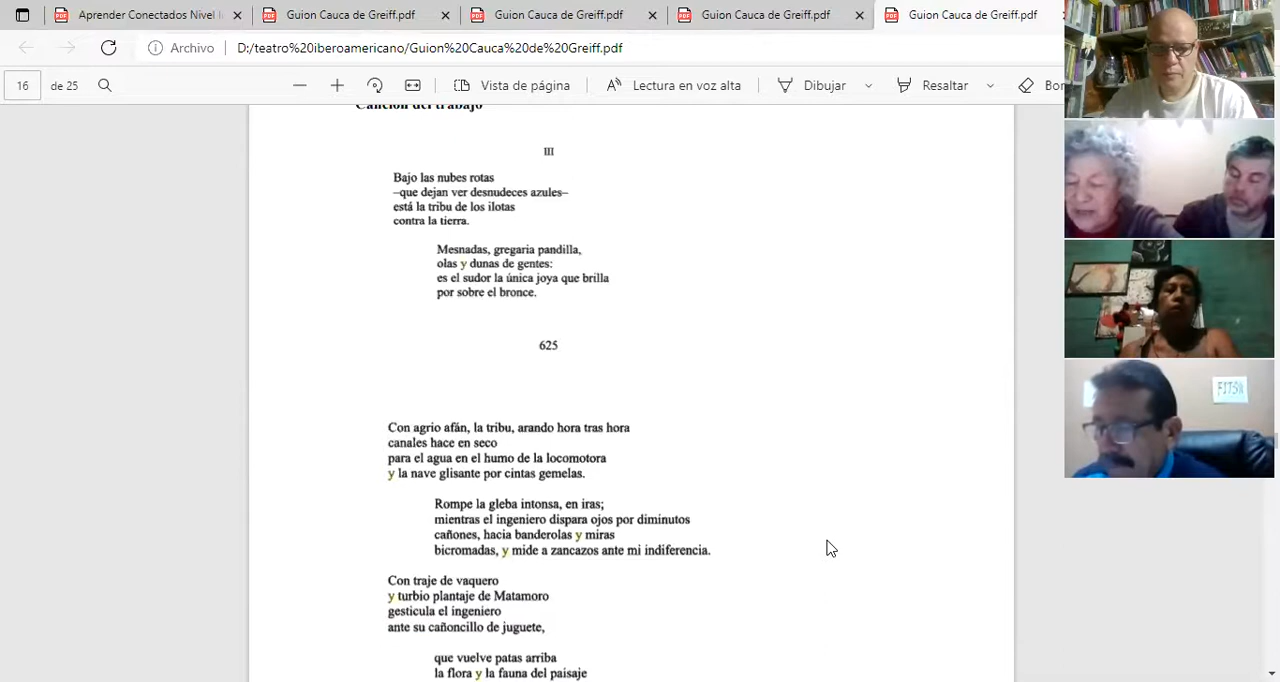 Aprender Conectados Nivel I
Guion Cauca de Greiff.pdf
Guion Cauca de Greiff.pdf
Guion Cauca de Greiff.pdf
Guion Cauca de Greiff.pdf
Archivo
D:/teatro%20iberoamericano/Guion%20Cauca%20de%20Greiff.pdf
16
de 25
Vista de página
Lectura en voz alta
Dibujar
Resaltar
Bor
Canción del trabajo
III
Bajo las nubes rotas
–que dejan ver desnudeces azules–
está la tribu de los ilotas
contra la tierra.
Mesnadas, gregaria pandilla,
olas y dunas de gentes:
es el sudor la única joya que brilla
por sobre el bronce.
625
Con agrio afán, la tribu, arando hora tras hora
canales hace en seco
para el agua en el humo de la locomotora
y la nave glisante por cintas gemelas.
Rompe la gleba intonsa, en iras;
mientras el ingeniero dispara ojos por diminutos
cañones, hacia banderolas y miras
bicromadas, y mide a zancazos ante mi indiferencia.
Con traje de vaquero
y turbio plantaje de Matamoro
gesticula el ingeniero
ante su cañoncillo de juguete,
que vuelve patas arriba
la flora y la fauna del paisaje